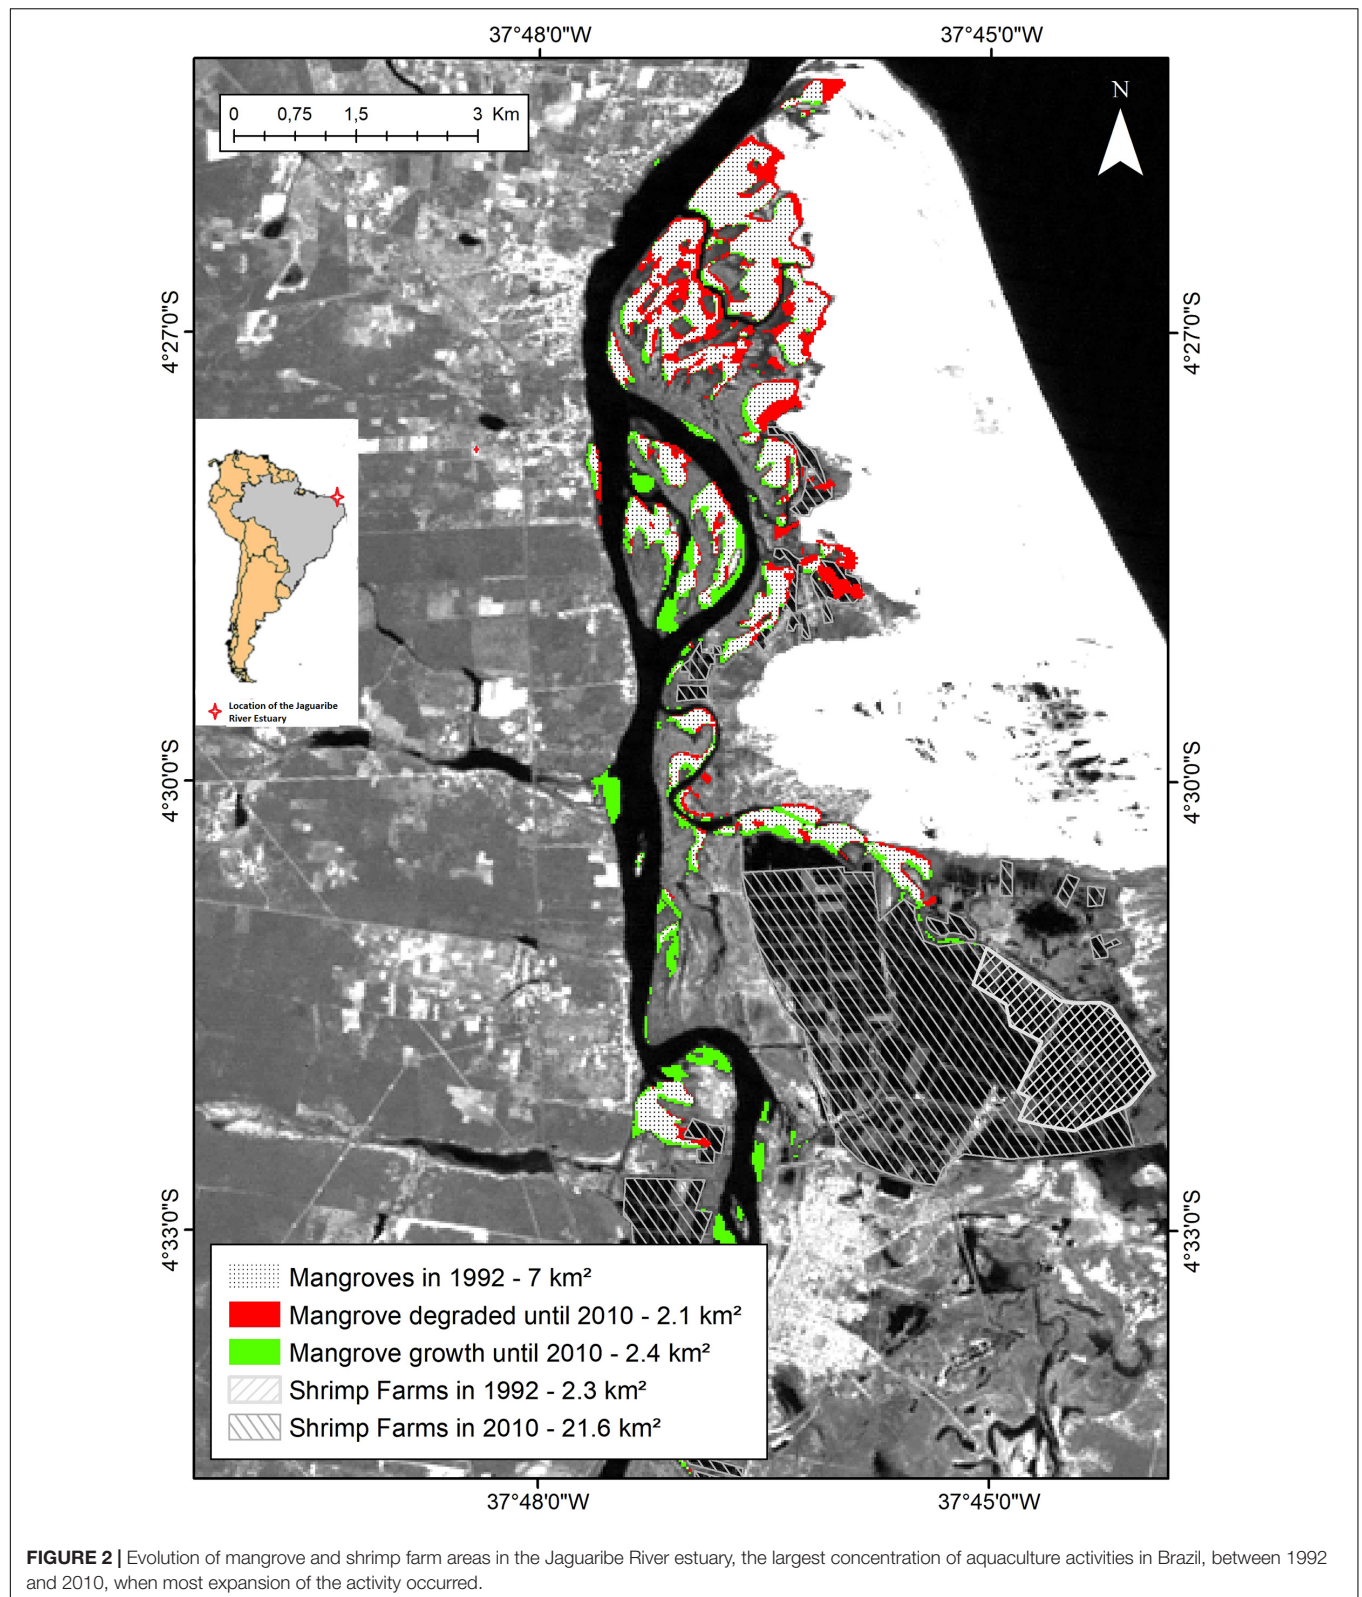 37°48'0"W 37°45'0"W
N
0 0,75 1,5 3 Km
4°27'0"S 4°27'0"S
Location of the Jaguaribe
River Estuary
4°30'0"S 4°30'0"S
4°33'0"S 4°33'0"S
Mangroves in 1992 - 7 km²
Mangrove degraded until 2010 - 2.1 km²
Mangrove growth until 2010 - 2.4 km²
Shrimp Farms in 1992 - 2.3 km²
Shrimp Farms in 2010 - 21.6 km²
37°48'0"W 37°45'0"W
FIGURE 2 | Evolution of mangrove and shrimp farm areas in the Jaguaribe River estuary, the largest concentration of aquaculture activities in Brazil, between 1992
and 2010, when most expansion of the activity occurred.